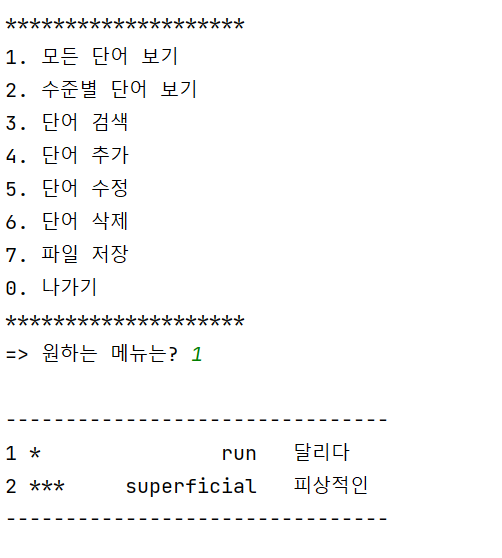 ********************
1. 모든 단어 보기
2. 수준별 단어 보기
3. 단어 검색
4. 단어 추가
5. 단어 수정
6. 단어 삭제
7. 파일 저장
0. 나가기
********************
=> 원하는 메뉴는? 1
--------------------------------
1 *               run   달리다
2 ***     superficial   피상적인
--------------------------------